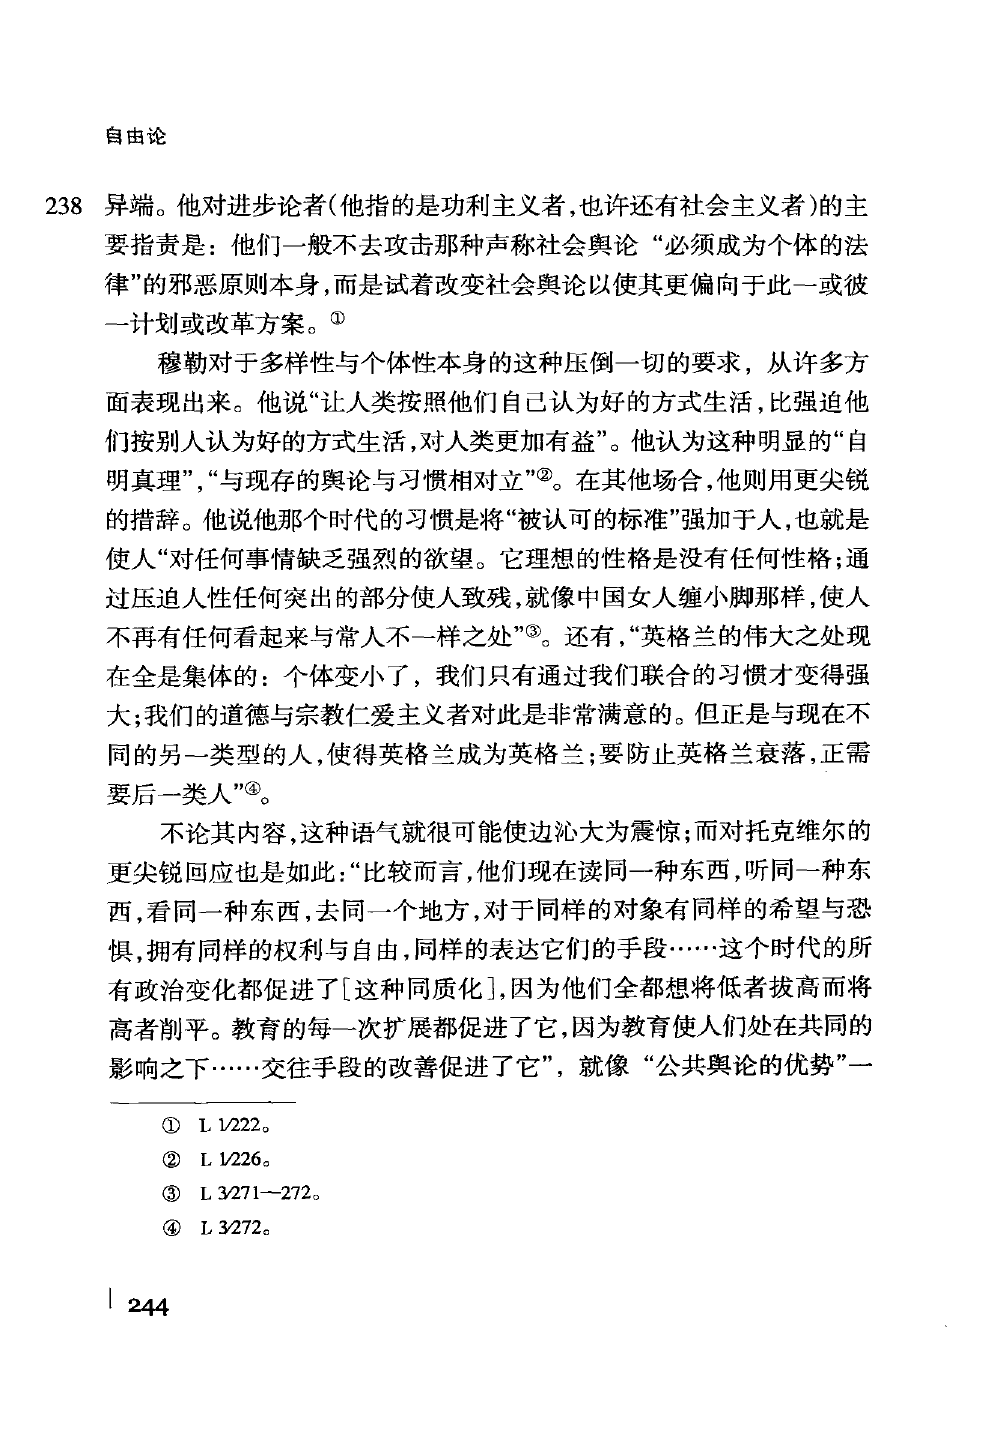 自由论
238 异端。他对进步论者(他指的是功利主义者,也许还有社会主义者)的主
要指责是：他们一般不去攻击那种声称社会舆论“必须成为个体的法
律”的邪恶原则本身,而是试着改变社会舆论以使其更偏向于此一或彼
一计划或改革方案。①
穆勒对于多样性与个体性本身的这种压倒一切的要求，从许多方
面表现出来。他说“让人类按照他们自己认为好的方式生活,比强迫他
们按别人认为好的方式生活,对人类更加有益”。他认为这种明显的“自
明真理”,“与现存的舆论与习惯相对立”②。在其他场合,他则用更尖锐
的措辞。他说他那个时代的习惯是将“被认可的标准”强加于人,也就是
使人“对任何事情缺乏强烈的欲望。它理想的性格是没有任何性格;通
过压迫人性任何突出的部分使人致残,就像中国女人缠小脚那样,使人
不再有任何看起来与常人不一样之处”③。还有,“英格兰的伟大之处现
在全是集体的：个体变小了，我们只有通过我们联合的习惯才变得强
大;我们的道德与宗教仁爱主义者对此是非常满意的。但正是与现在不
同的另一类型的人,使得英格兰成为英格兰;要防止英格兰衰落,正需
要后一类人”④。
不论其内容,这种语气就很可能使边沁大为震惊;而对托克维尔的
更尖锐回应也是如此:“比较而言,他们现在读同一种东西,听同一种东
西,看同一种东西,去同一个地方,对于同样的对象有同样的希望与恐
惧,拥有同样的权利与自由,同样的表达它们的手段……这个时代的所
有政治变化都促进了[这种同质化],因为他们全都想将低者拔高而将
高者削平。教育的每一次扩展都促进了它,因为教育使人们处在共同的
影响之下……交往手段的改善促进了它”，就像“公共舆论的优势”一
① L 1/222。
② L 1/226。
③ L 3/271—272。
④ L 3/272。
244